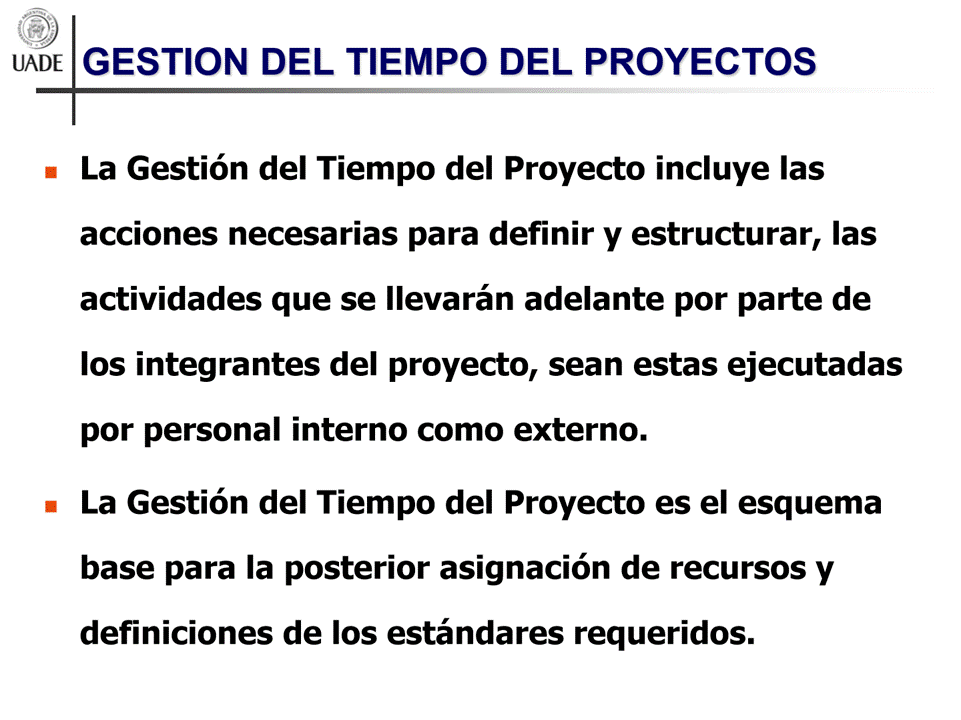 UADE
GESTION DEL TIEMPO DEL PROYECTOS
La Gestión del Tiempo del Proyecto incluye las
acciones necesarias para definir y estructurar, las
actividades que se llevarán adelante por parte de
los integrantes del proyecto, sean estas ejecutadas
por personal interno como externo.
La Gestión del Tiempo del Proyecto es el esquema
base para la posterior asignación de recursos y
definiciones de los estándares requeridos.